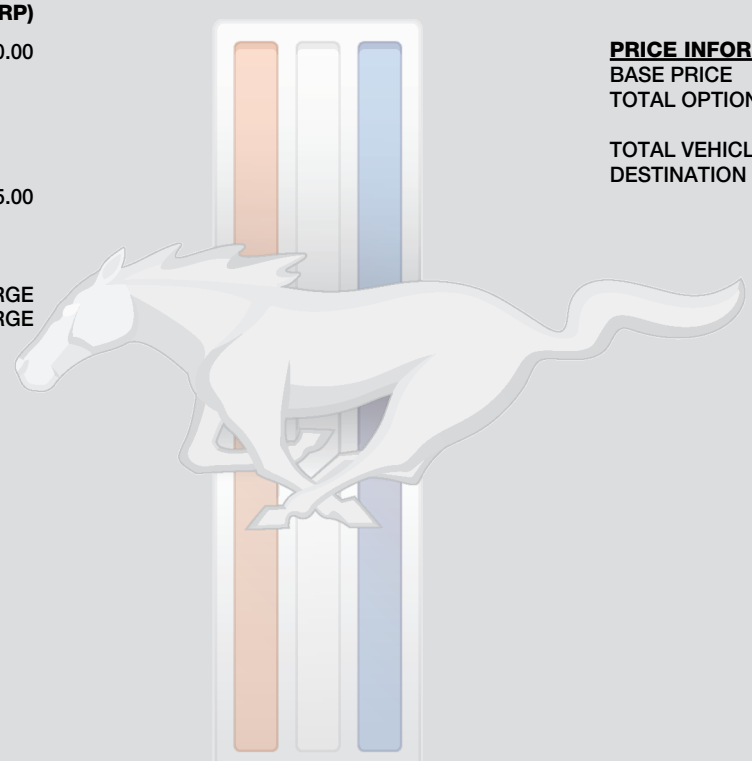 RP)
0.00
5.00
RGE
RGE
PRICE INFOR
BASE PRICE
TOTAL OPTION
TOTAL VEHICL
DESTINATION